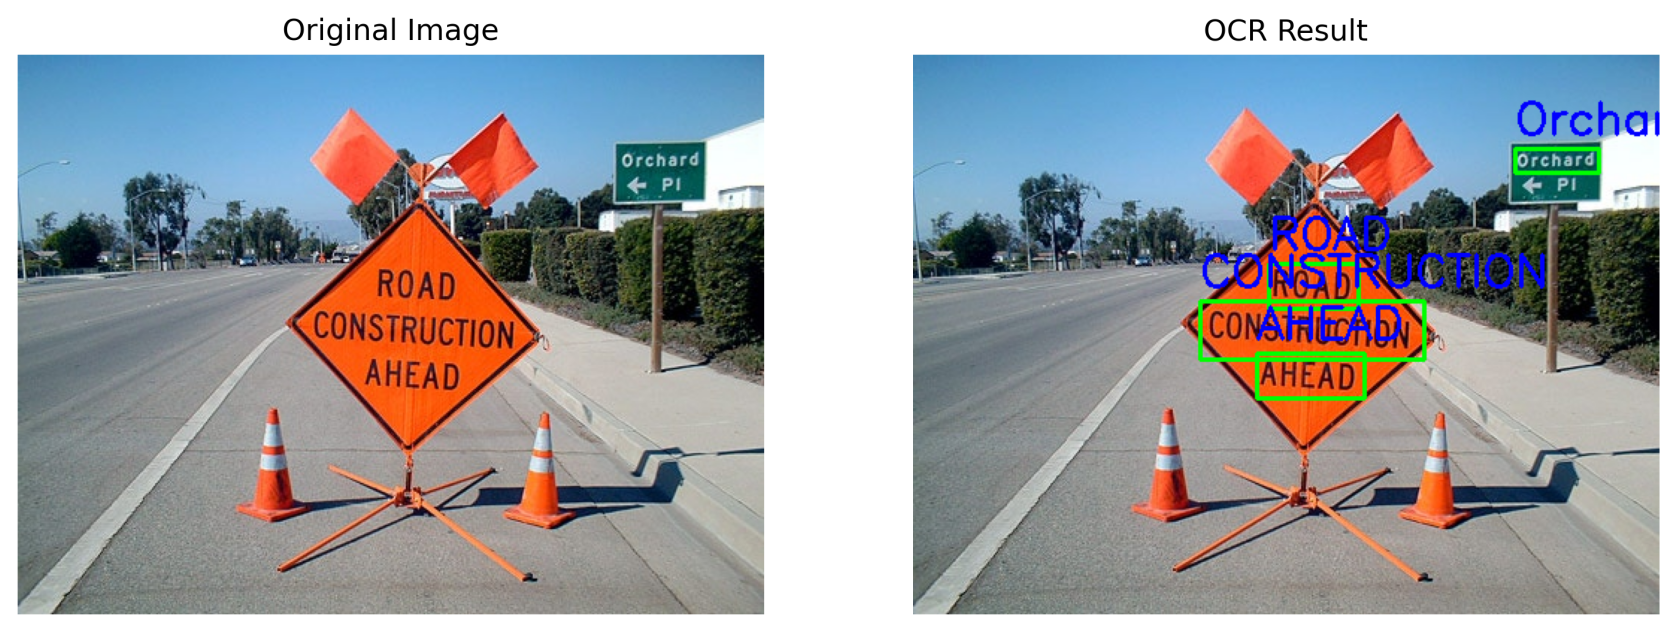 Original Image
Orchard
← Pl
ROAD
CONSTRUCTION
AHEAD
OCR Result
Orchar
Orchard
← Pl
ROAD
CONSTRUCTION
ROAD
AHEAD
CONSTRUCTION
AHEAD